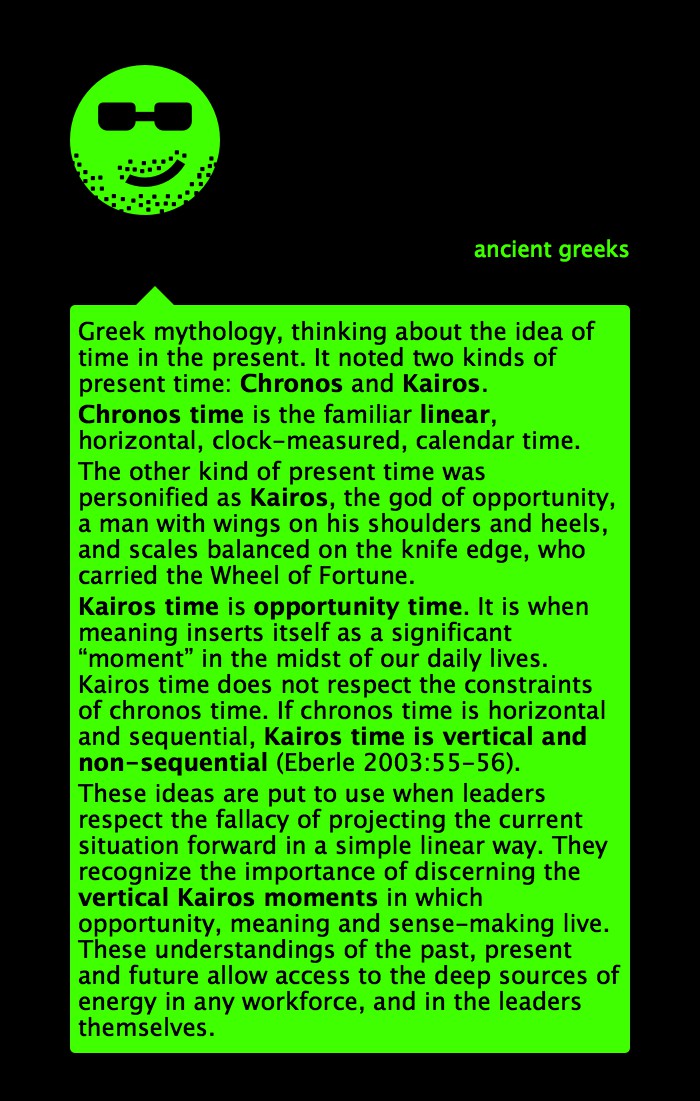 ancient greeks
Greek mythology, thinking about the idea of
time in the present. It noted two kinds of
present time: Chronos and Kairos.
Chronos time is the familiar linear,
horizontal, clock-measured, calendar time.
The other kind of present time was
personified as Kairos, the god of opportunity,
a man with wings on his shoulders and heels,
and scales balanced on the knife edge, who
carried the Wheel of Fortune.
Kairos time is opportunity time. It is when
meaning inserts itself as a significant
“moment” in the midst of our daily lives.
Kairos time does not respect the constraints
of chronos time. If chronos time is horizontal
and sequential, Kairos time is vertical and
non-sequential (Eberle 2003:55-56).
These ideas are put to use when leaders
respect the fallacy of projecting the current
situation forward in a simple linear way. They
recognize the importance of discerning the
vertical Kairos moments in which
opportunity, meaning and sense-making live.
These understandings of the past, present
and future allow access to the deep sources of
energy in any workforce, and in the leaders
themselves.